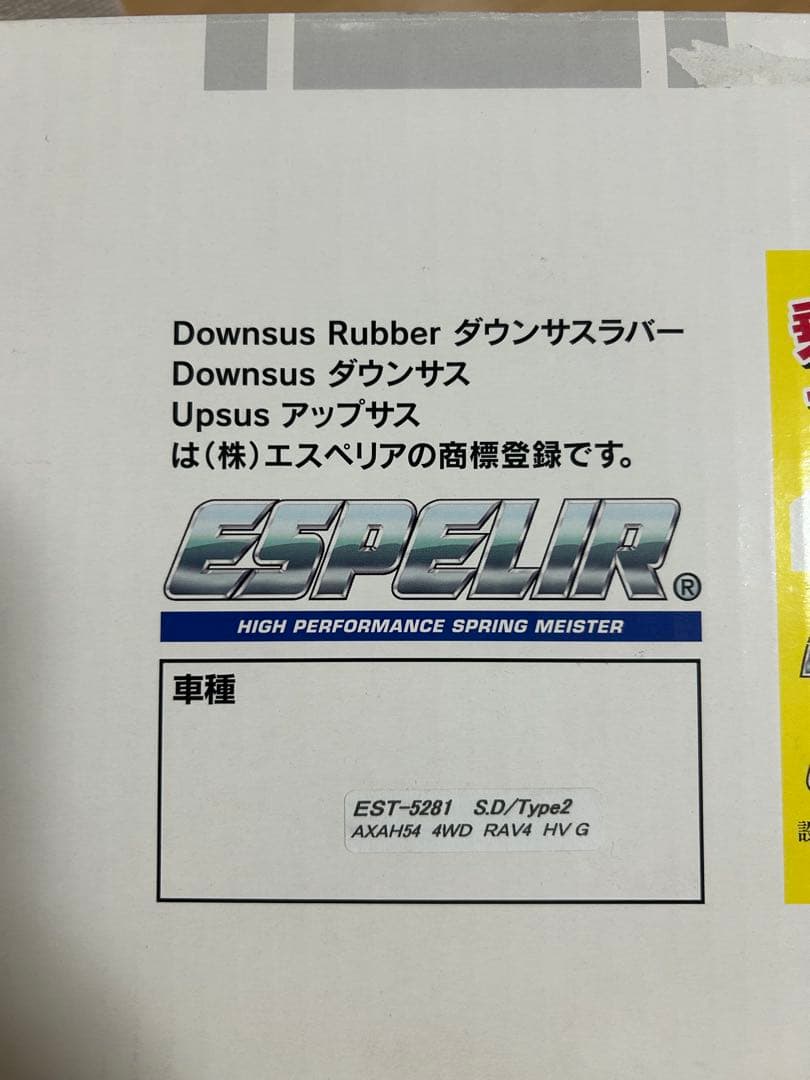 Downsus Rubber ダウンサスラバー
Downsus ダウンサス
Upsus アップサス
は(株)エスペリアの商標登録です。
ESPELIR®
HIGH PERFORMANCE SPRING MEISTER
車種
EST-5281 S.D/Type2
AXAH54 4WD RAV4 HV G